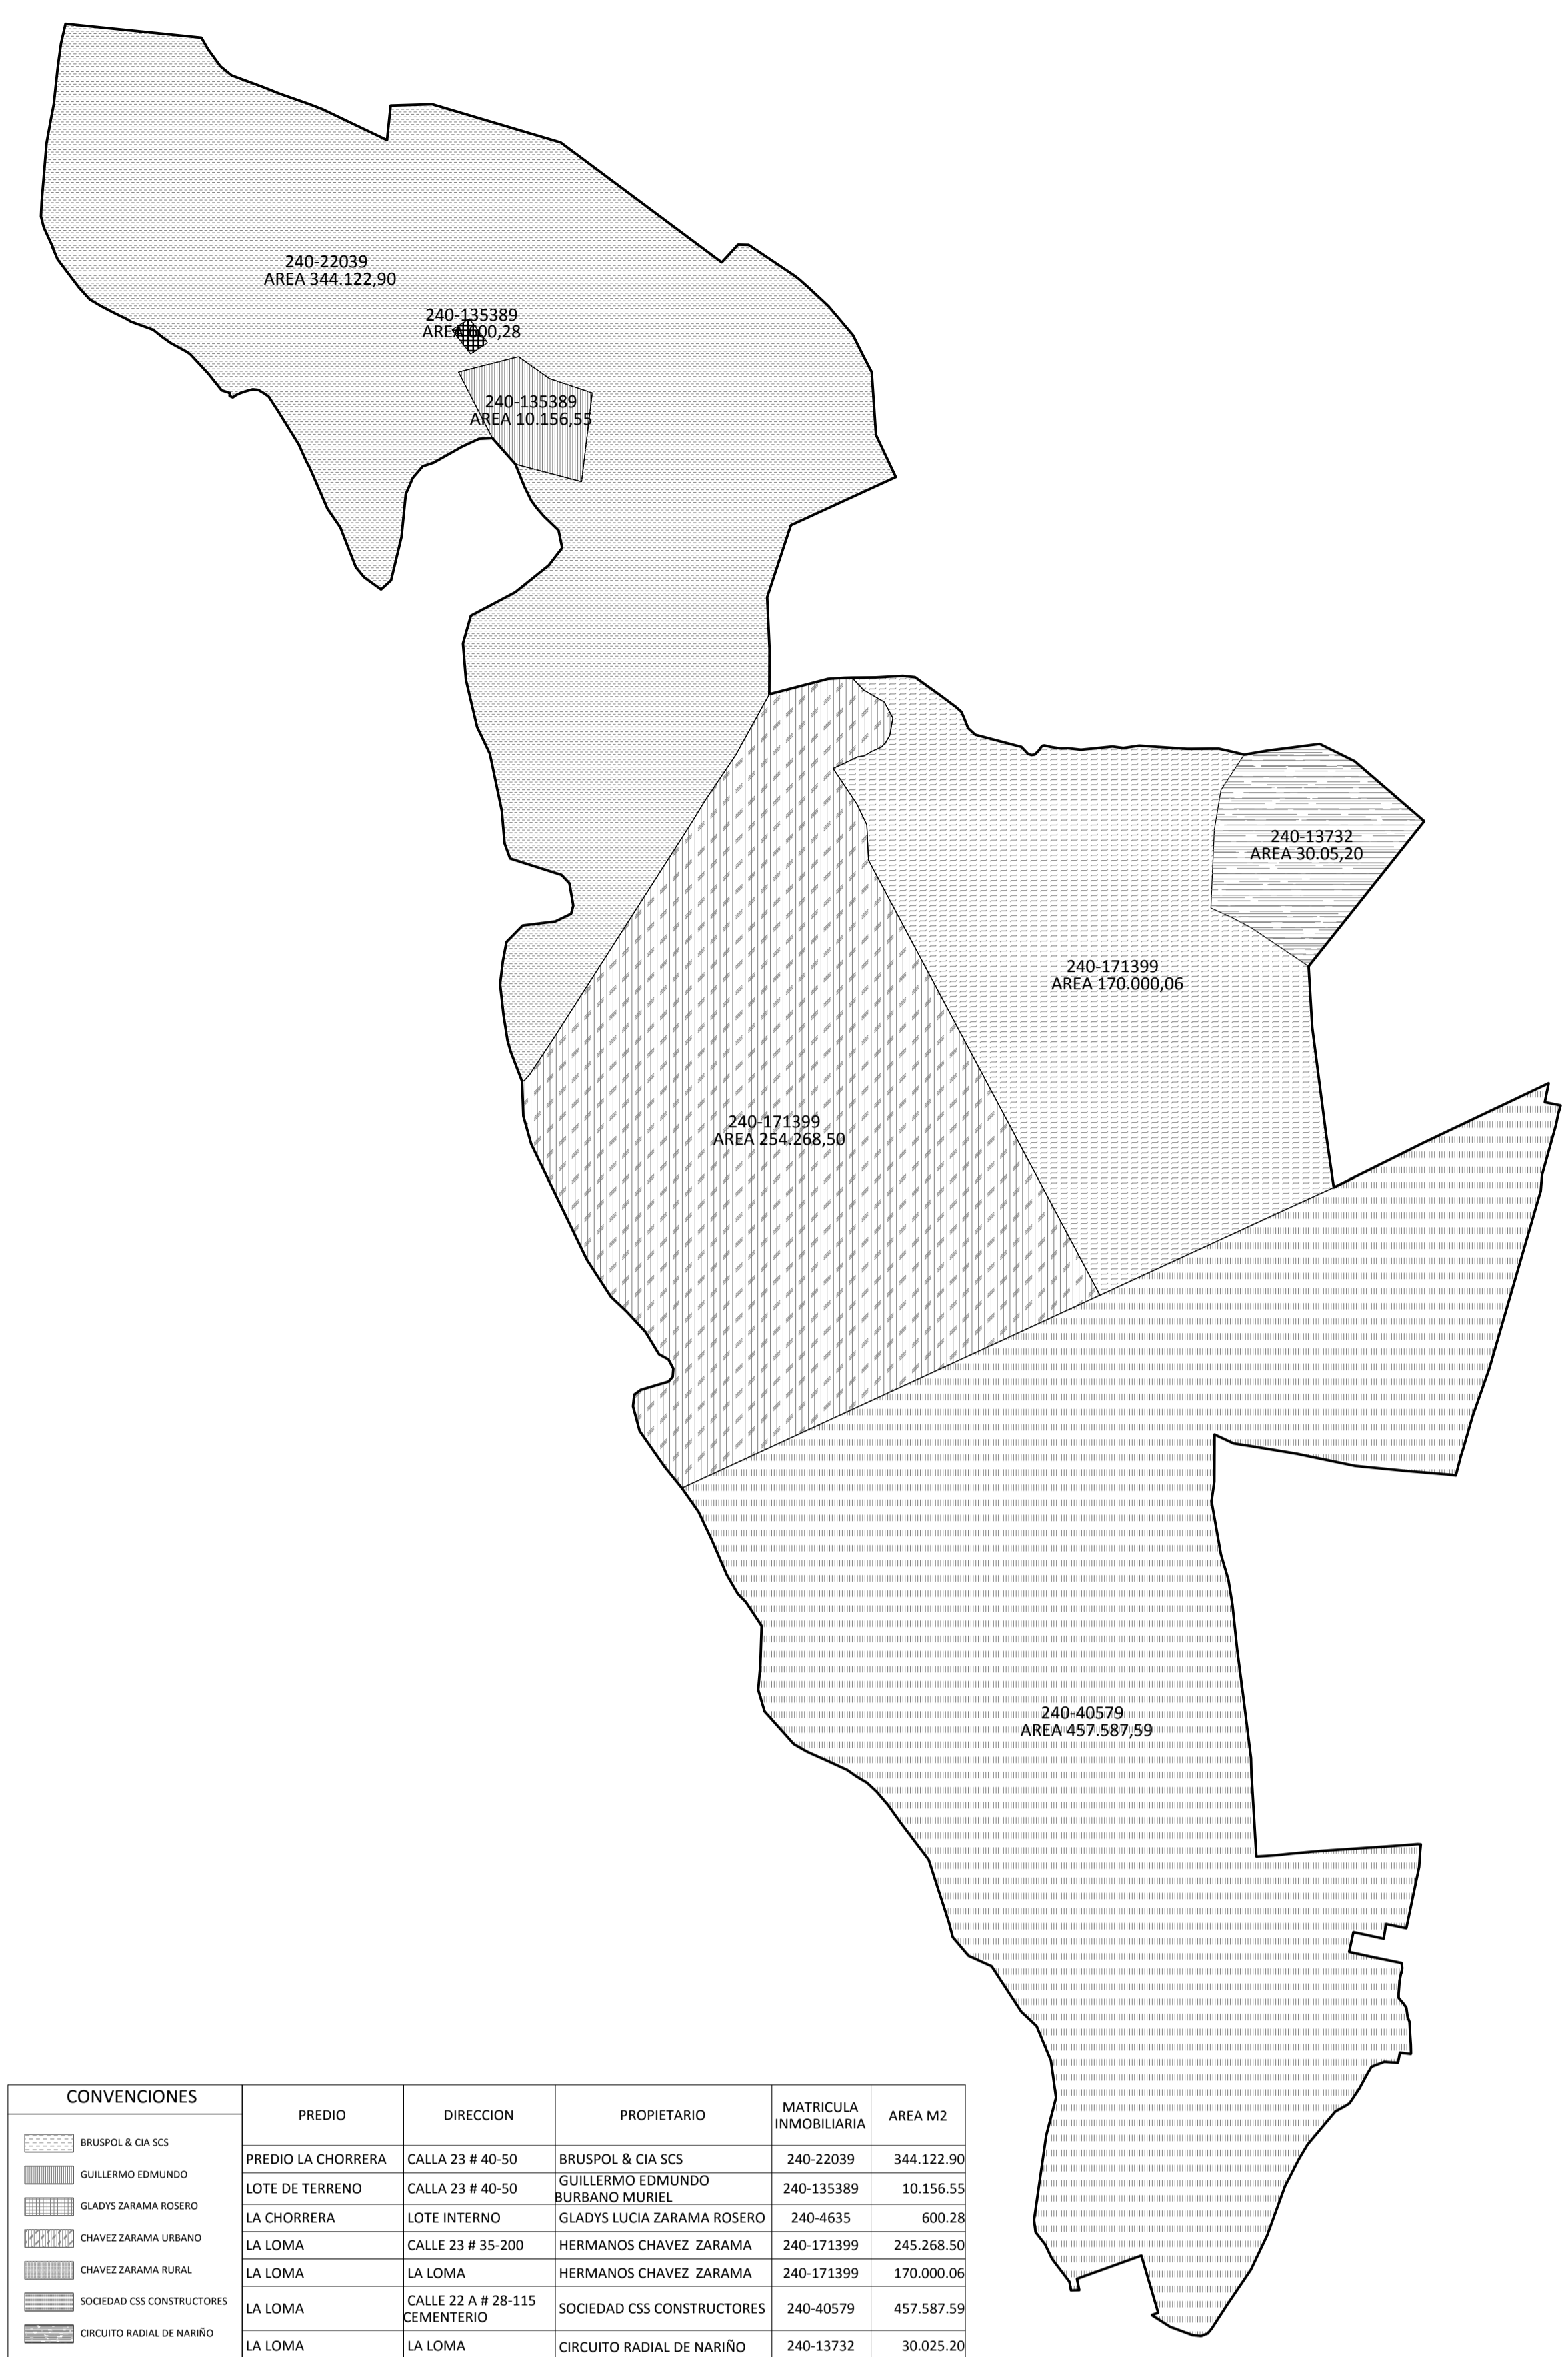 240-22039
AREA 344.122,90
240-135389
AREA 600,28
240-135389
AREA 10.156,55
240-13732
AREA 30.05,20
240-171399
AREA 170.000,06
240-171399
AREA 254.268,50
240-40579
AREA 457.587,59
CONVENCIONES
BRUSPOL & CIA SCS
GUILLERMO EDMUNDO
GLADYS ZARAMA ROSERO
CHAVEZ ZARAMA URBANO
CHAVEZ ZARAMA RURAL
SOCIEDAD CSS CONSTRUCTORES
CIRCUITO RADIAL DE NARIÑO
PREDIO DIRECCION PROPIETARIO MATRICULA INMOBILIARIA AREA M2
PREDIO LA CHORRERA CALLA 23 # 40-50 BRUSPOL & CIA SCS 240-22039 344.122.90
LOTE DE TERRENO CALLA 23 # 40-50 GUILLERMO EDMUNDO BURBANO MURIEL 240-135389 10.156.55
LA CHORRERA LOTE INTERNO GLADYS LUCIA ZARAMA ROSERO 240-4635 600.28
LA LOMA CALLE 23 # 35-200 HERMANOS CHAVEZ ZARAMA 240-171399 245.268.50
LA LOMA LA LOMA HERMANOS CHAVEZ ZARAMA 240-171399 170.000.06
LA LOMA CALLE 22 A # 28-115 CEMENTERIO SOCIEDAD CSS CONSTRUCTORES 240-40579 457.587.59
LA LOMA LA LOMA CIRCUITO RADIAL DE NARIÑO 240-13732 30.025.20